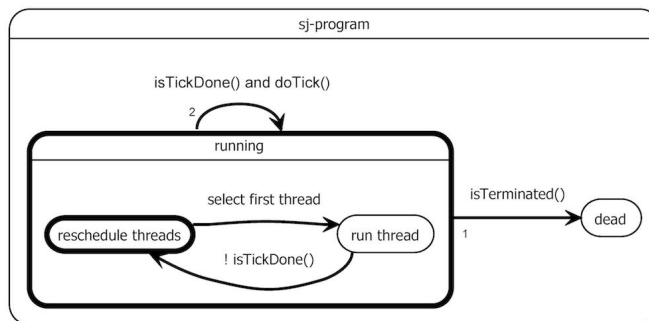 sj-program
isTickDone() and doTick()
2
running
select first thread
isTerminated()
reschedule threads
run thread
dead
1
! isTickDone()